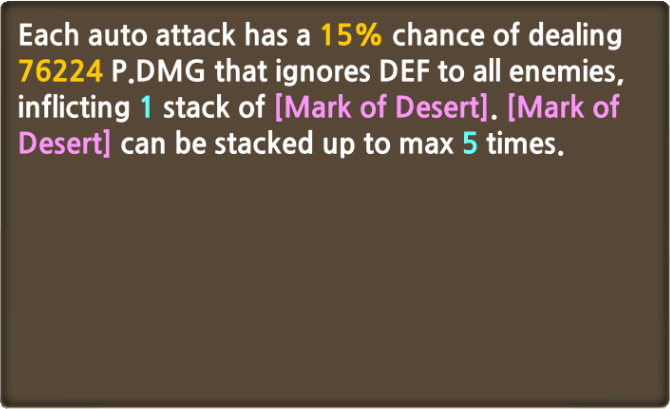 Each auto attack has a 15% chance of dealing
76224 P.DMG that ignores DEF to all enemies,
inflicting 1 stack of [Mark of Desert]. [Mark of
Desert] can be stacked up to max 5 times.